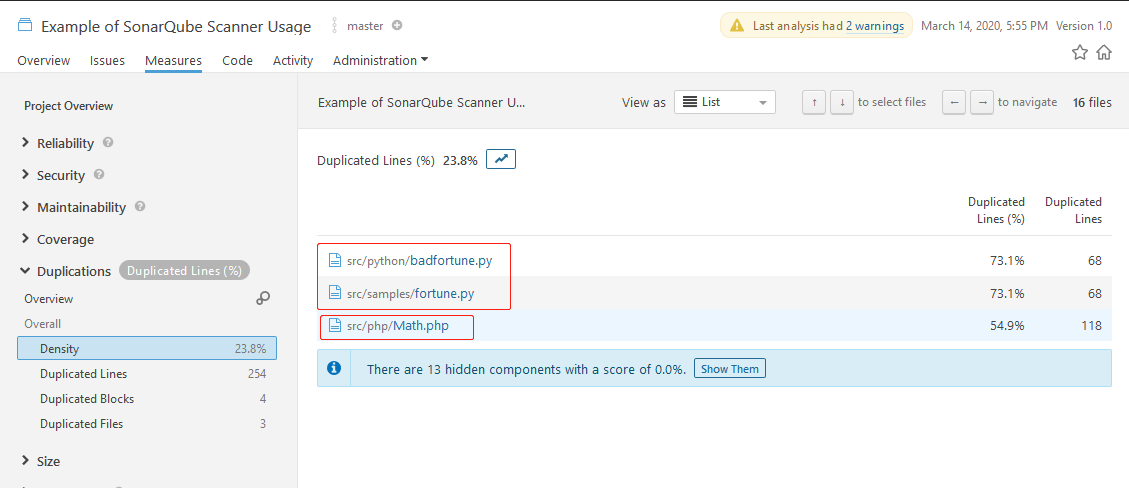 Example of SonarQube Scanner Usage master Last analysis had 2 warnings March 14, 2020, 5:55 PM Version 1.0
Overview Issues Measures Code Activity Administration
Project Overview
Reliability
Security
Maintainability
Coverage
Duplications Duplicated Lines (%)
Overview
Overall
Density 23.8%
Duplicated Lines 254
Duplicated Blocks 4
Duplicated Files 3
Size
Example of SonarQube Scanner U... View as List ↑ ↓ to select files ← → to navigate 16 files
Duplicated Lines (%) 23.8%
Duplicated Lines (%) Duplicated Lines
src/python/badfortune.py 73.1% 68
src/samples/fortune.py 73.1% 68
src/php/Math.php 54.9% 118
There are 13 hidden components with a score of 0.0%. Show Them